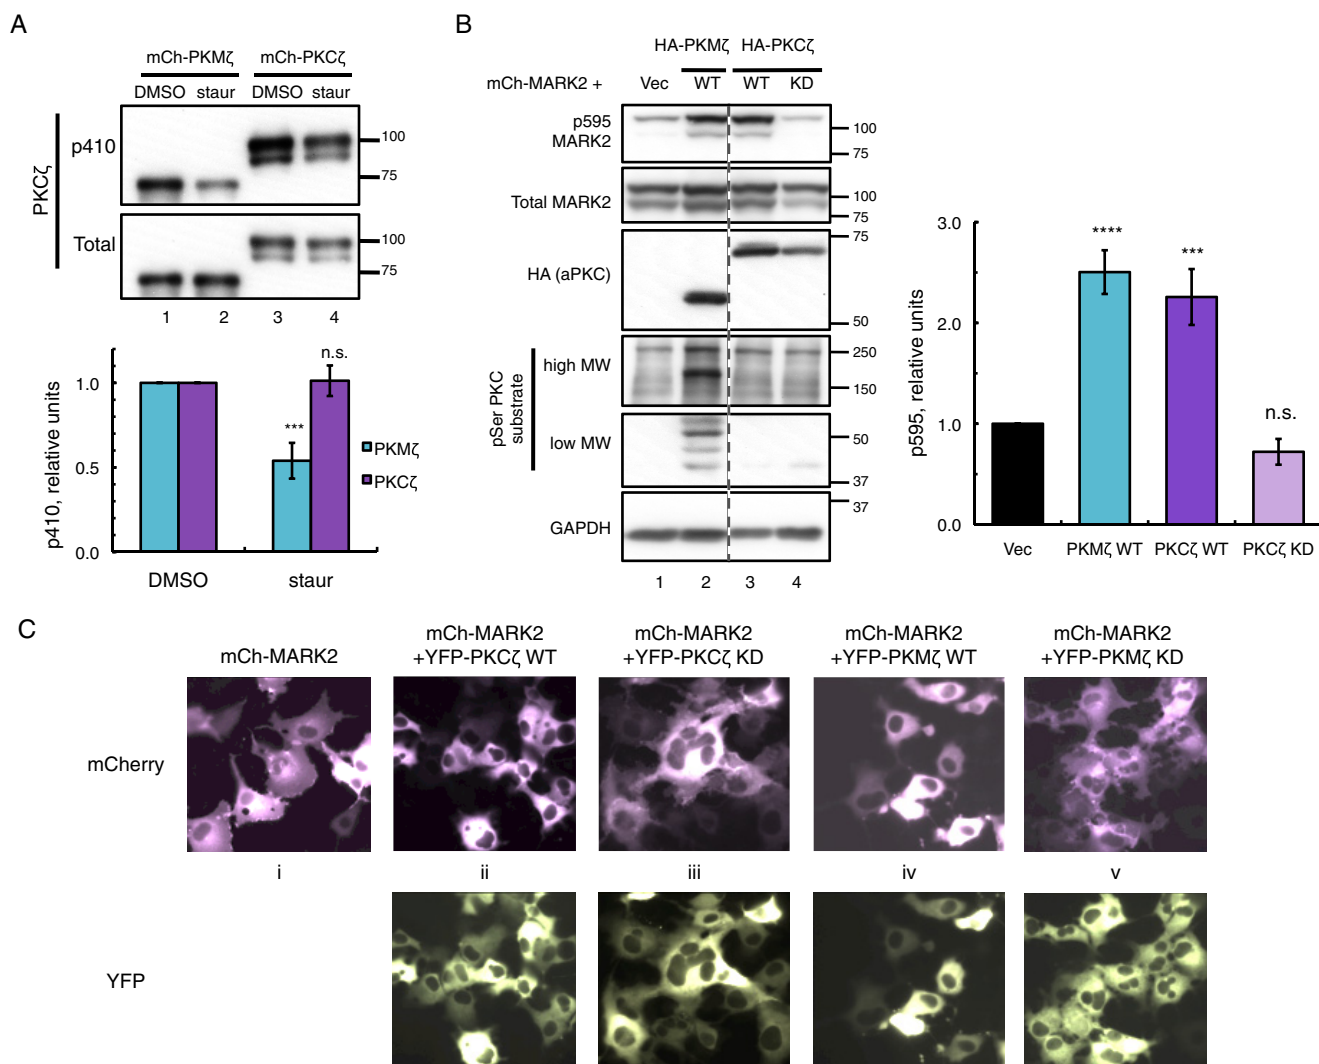 A
mCh-PKMζ mCh-PKCζ
DMSO staur DMSO staur
PKCζ
p410
100
75
Total
100
75
1 2 3 4
p410, relative units
1.0
0.5
0.0
***
n.s.
PKMζ
PKCζ
DMSO staur
B
HA-PKMζ HA-PKCζ
mCh-MARK2 + Vec WT WT KD
p595
MARK2
100
75
Total MARK2
100
75
HA (aPKC)
75
50
pSer PKC
substrate
high MW
250
150
low MW
50
37
GAPDH
37
1 2 3 4
p595, relative units
3.0
2.0
1.0
0.0
****
***
n.s.
Vec PKMζ WT PKCζ WT PKCζ KD
C
mCh-MARK2
mCh-MARK2
+YFP-PKCζ WT
mCh-MARK2
+YFP-PKCζ KD
mCh-MARK2
+YFP-PKMζ WT
mCh-MARK2
+YFP-PKMζ KD
mCherry
i ii iii iv v
YFP